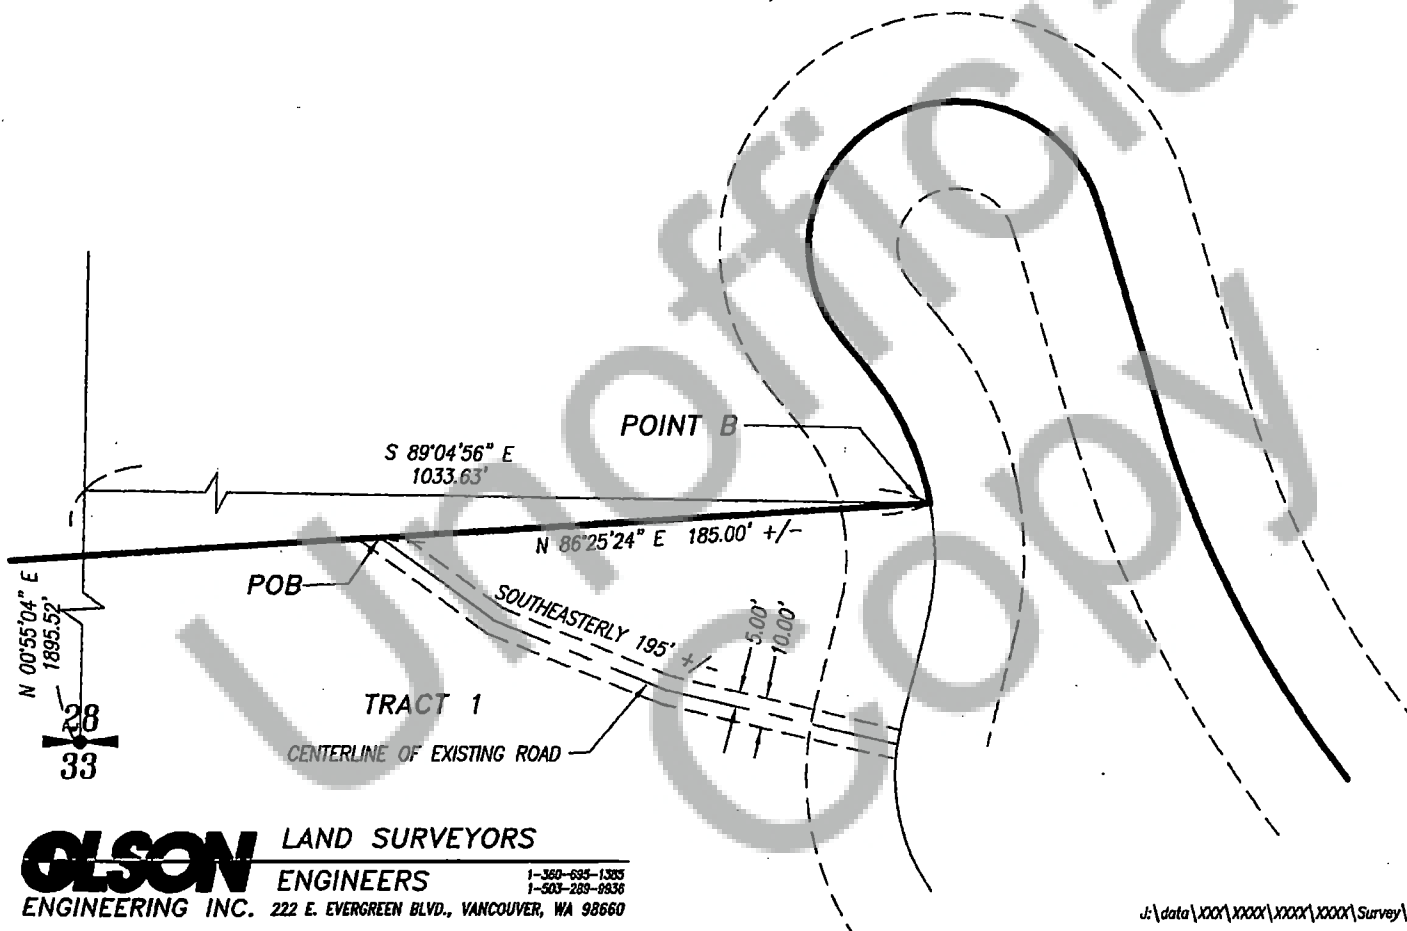 Unofficial
Copy
POINT B
S 89°04'56" E
1033.63'
N 86°25'24" E 185.00' +/-
POB
SOUTHEASTERLY 195' +/-
5.00'
10.00'
N 00°55'04" E
1895.52'
TRACT 1
CENTERLINE OF EXISTING ROAD
28
33
OLSON
ENGINEERING INC.
LAND SURVEYORS
ENGINEERS
1-360-695-1385
1-503-289-9936
222 E. EVERGREEN BLVD., VANCOUVER, WA 98660
J:\data\XXX\XXXX\XXXX\XXXX\Survey\